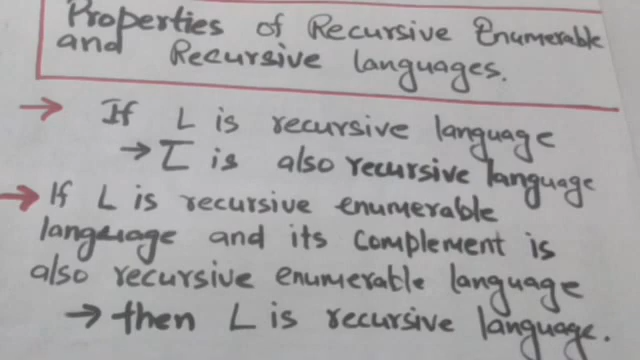 Properties of Recursive Enumerable
and Recursive languages.
→ If L is recursive language
→ L̅ is also recursive language
→ If L is recursive enumerable
language and its complement is
also recursive enumerable language
→ then L is recursive language.